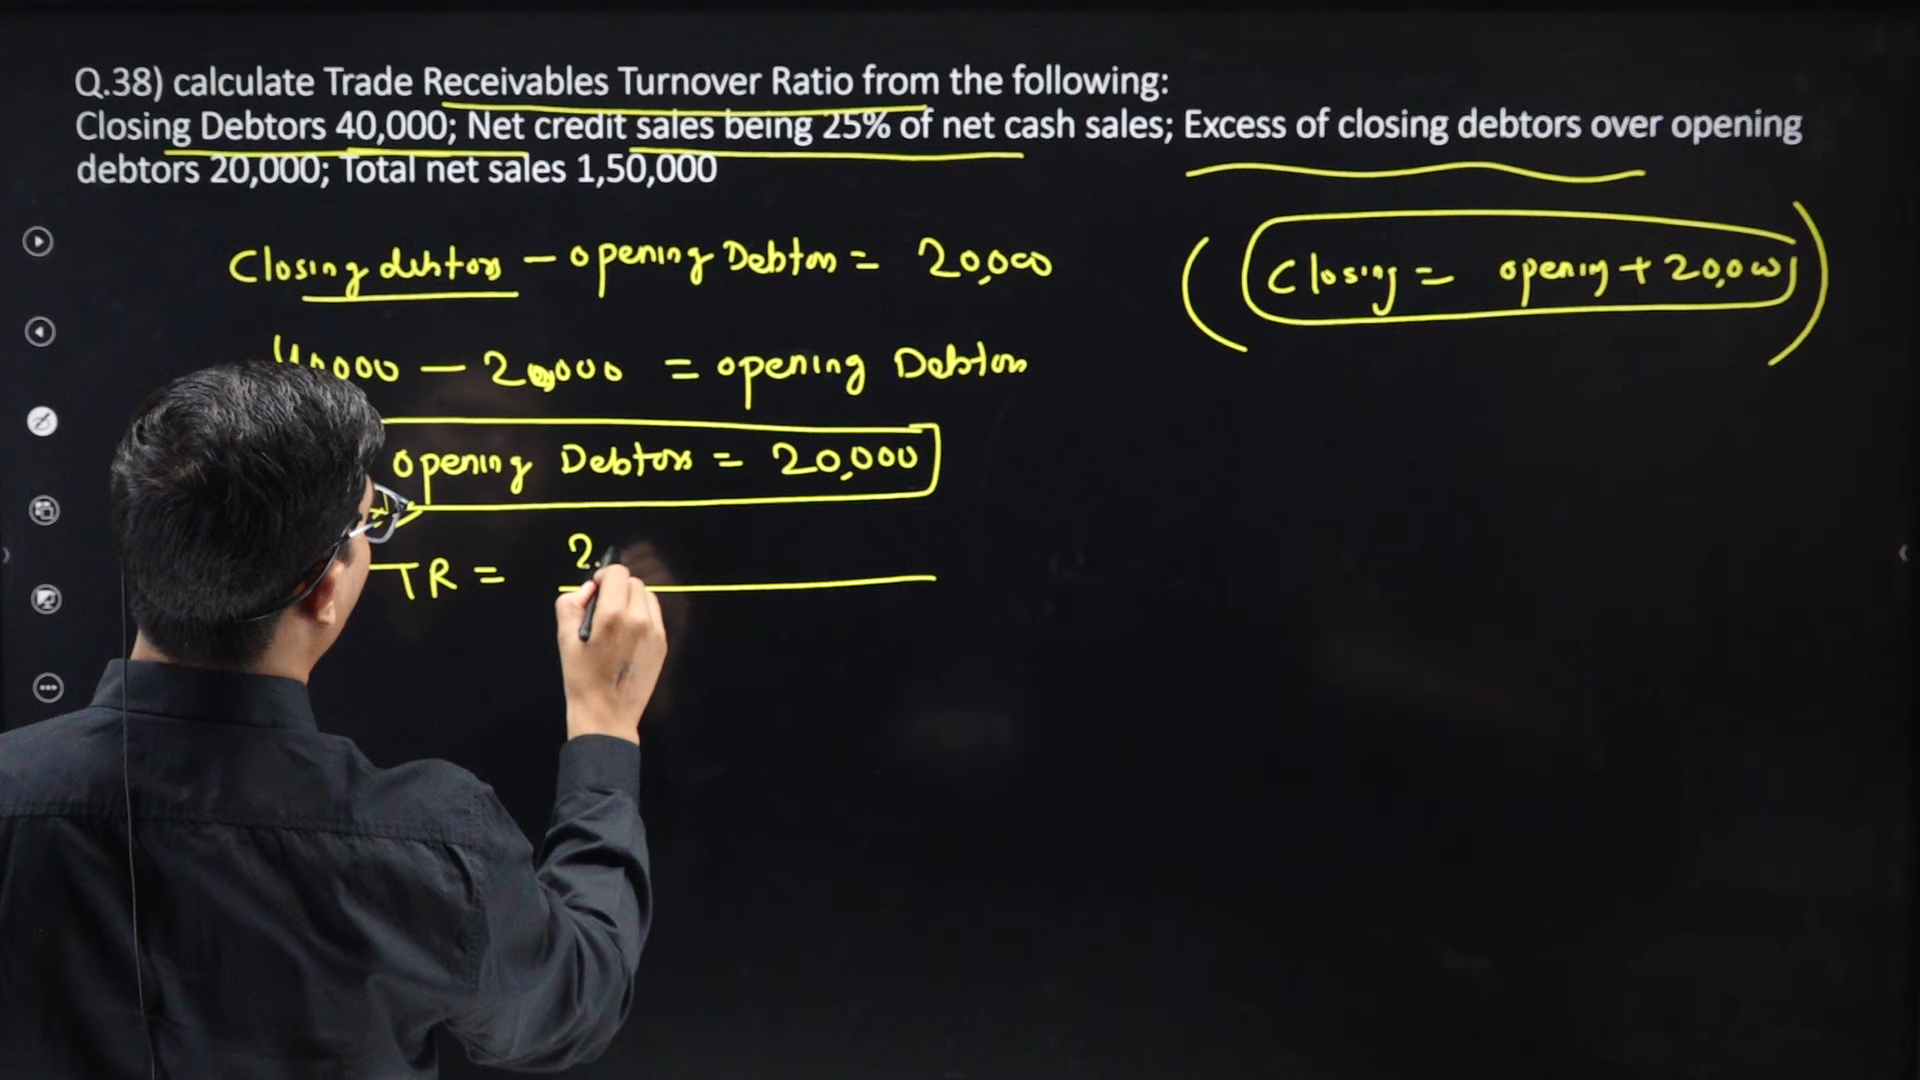 Q.38) calculate Trade Receivables Turnover Ratio from the following:
Closing Debtors 40,000; Net credit sales being 25% of net cash sales; Excess of closing debtors over opening
debtors 20,000; Total net sales 1,50,000
Closing debtors - opening Debtors = 20,000
(Closing = opening + 20,000)
000 - 20,000 = opening Debtors
opening Debtors = 20,000
TR = 2